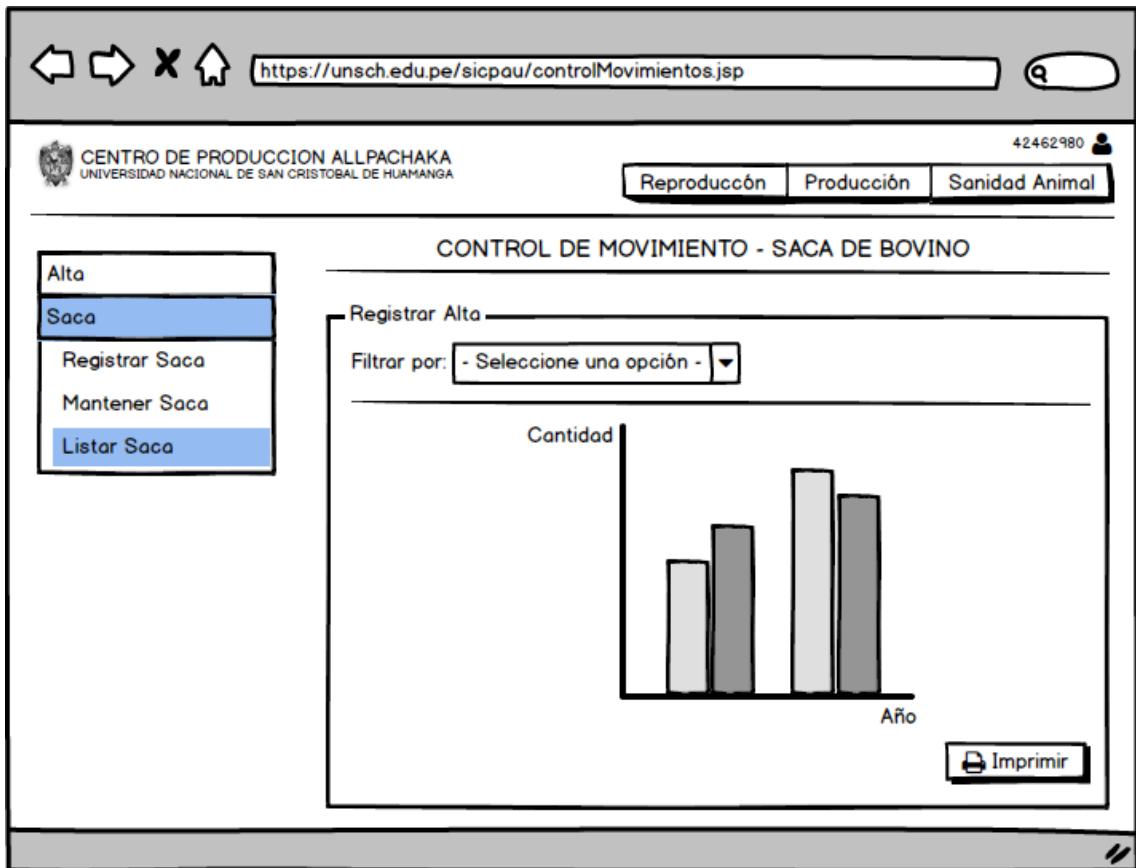 https://unsch.edu.pe/sicpau/controlMovimientos.jsp
42462980
CENTRO DE PRODUCCION ALLPACHAKA
UNIVERSIDAD NACIONAL DE SAN CRISTOBAL DE HUAMANGA
Reproduccón
Producción
Sanidad Animal
Alta
Saca
Registrar Saca
Mantener Saca
Listar Saca
CONTROL DE MOVIMIENTO - SACA DE BOVINO
Registrar Alta
Filtrar por: - Seleccione una opción -
Cantidad
Año
Imprimir